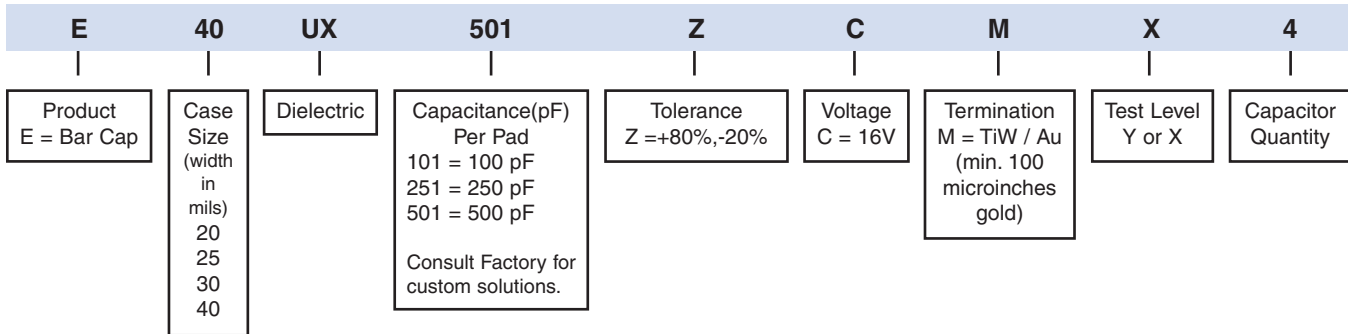 E 40 UX 501 Z C M X 4
Product
E = Bar Cap
Case
Size
(width
in
mils)
20
25
30
40
Dielectric
Capacitance(pF)
Per Pad
101 = 100 pF
251 = 250 pF
501 = 500 pF
Consult Factory for
custom solutions.
Tolerance
Z =+80%,-20%
Voltage
C = 16V
Termination
M = TiW / Au
(min. 100
microinches
gold)
Test Level
Y or X
Capacitor
Quantity